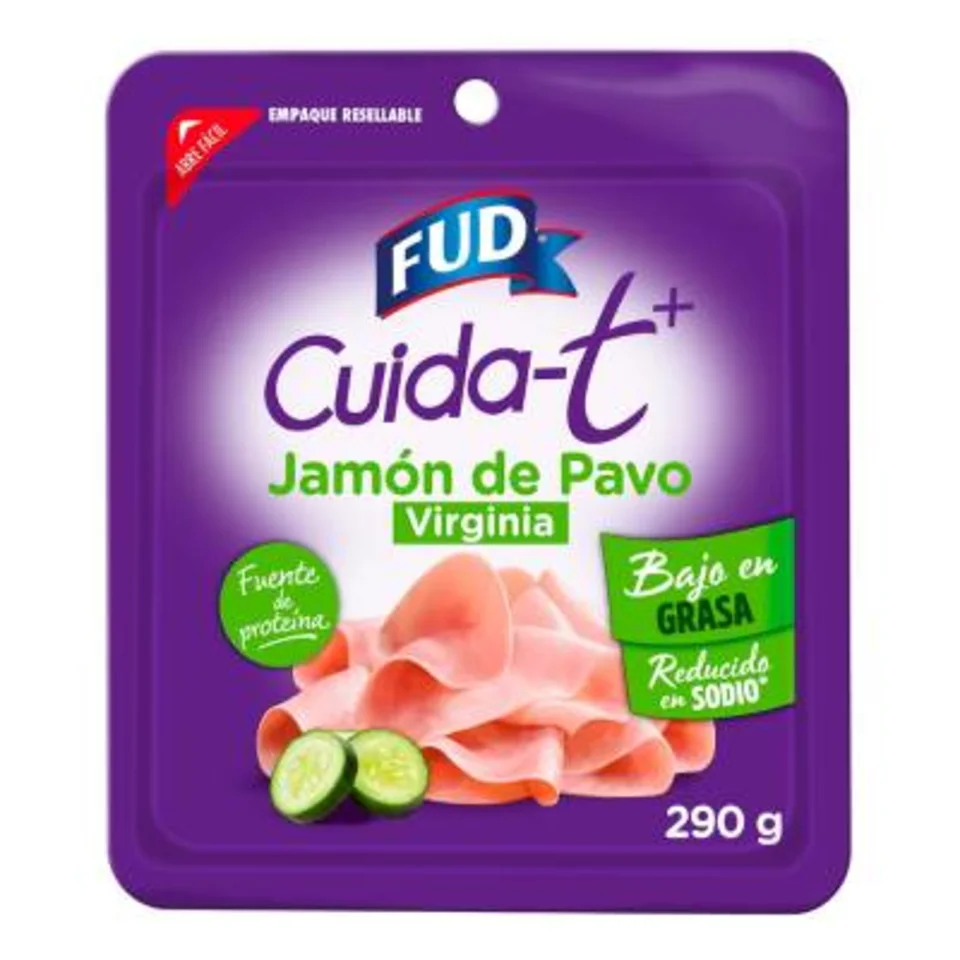 EMPAQUE RESELLABLE
ABRE FÁCIL
FUD
Cuida-t+
Jamón de Pavo
Virginia
Fuente
de
proteína
Bajo en
GRASA
Reducido
en SODIO*
290 g